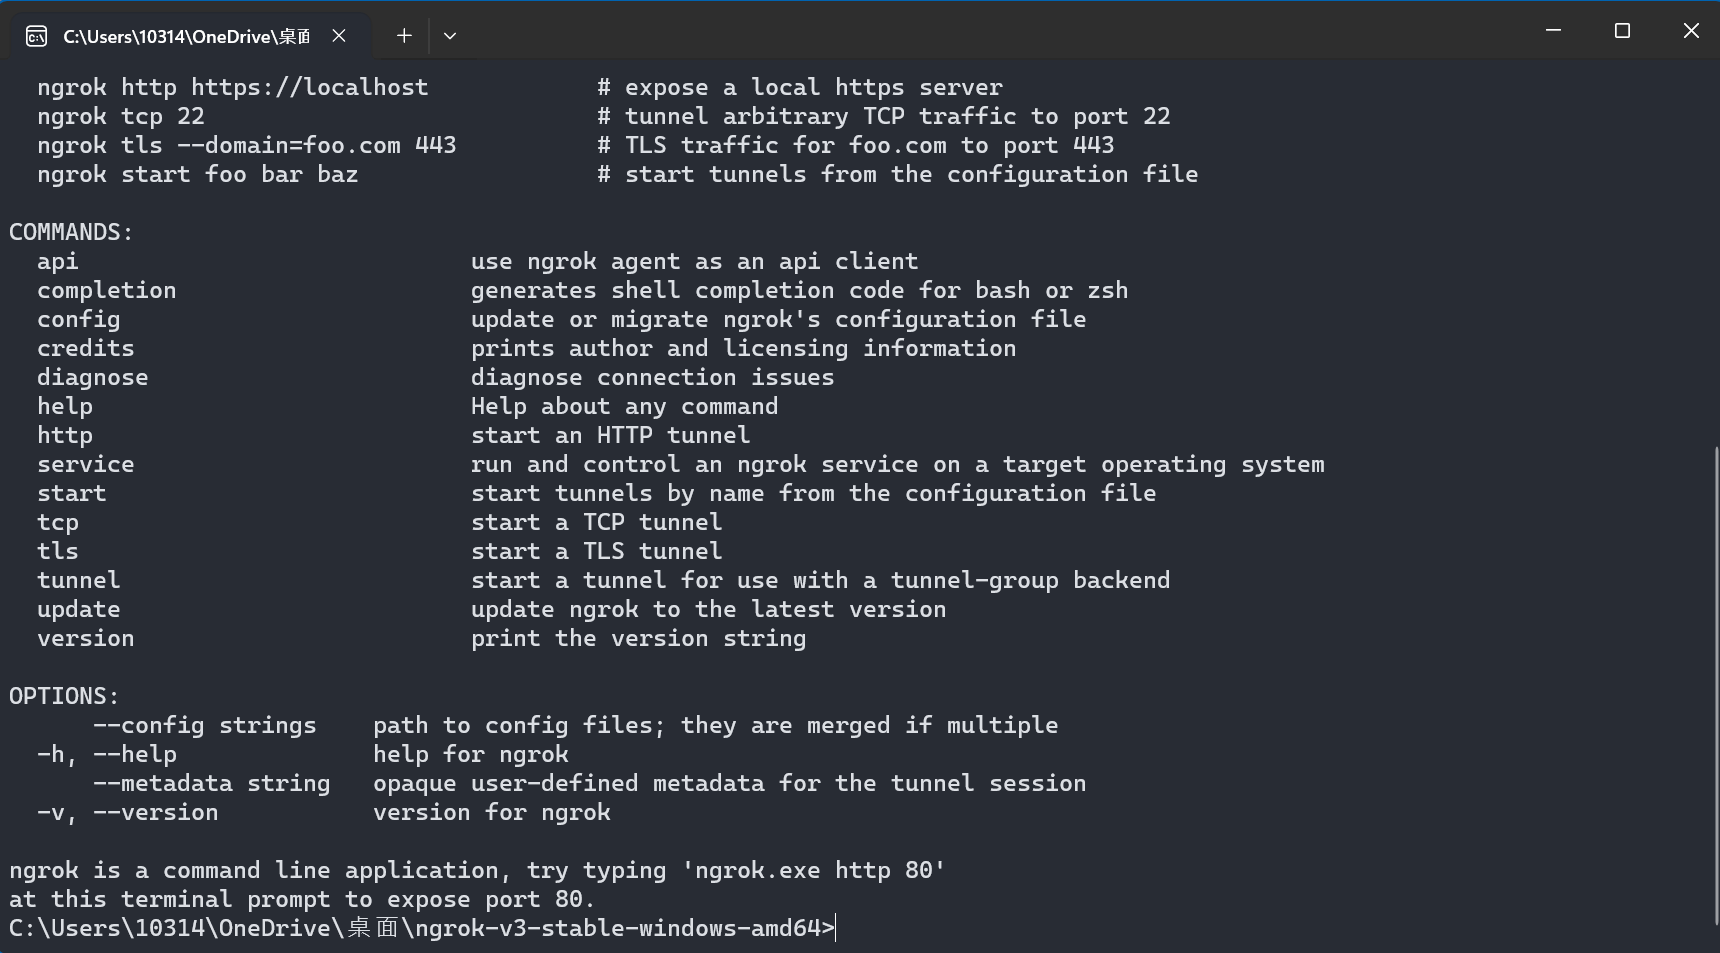 C:\Users\10314\OneDrive\桌面
ngrok http https://localhost # expose a local https server
ngrok tcp 22 # tunnel arbitrary TCP traffic to port 22
ngrok tls --domain=foo.com 443 # TLS traffic for foo.com to port 443
ngrok start foo bar baz # start tunnels from the configuration file
COMMANDS:
api use ngrok agent as an api client
completion generates shell completion code for bash or zsh
config update or migrate ngrok's configuration file
credits prints author and licensing information
diagnose diagnose connection issues
help Help about any command
http start an HTTP tunnel
service run and control an ngrok service on a target operating system
start start tunnels by name from the configuration file
tcp start a TCP tunnel
tls start a TLS tunnel
tunnel start a tunnel for use with a tunnel-group backend
update update ngrok to the latest version
version print the version string
OPTIONS:
--config strings path to config files; they are merged if multiple
-h, --help help for ngrok
--metadata string opaque user-defined metadata for the tunnel session
-v, --version version for ngrok
ngrok is a command line application, try typing 'ngrok.exe http 80'
at this terminal prompt to expose port 80.
C:\Users\10314\OneDrive\桌面\ngrok-v3-stable-windows-amd64>